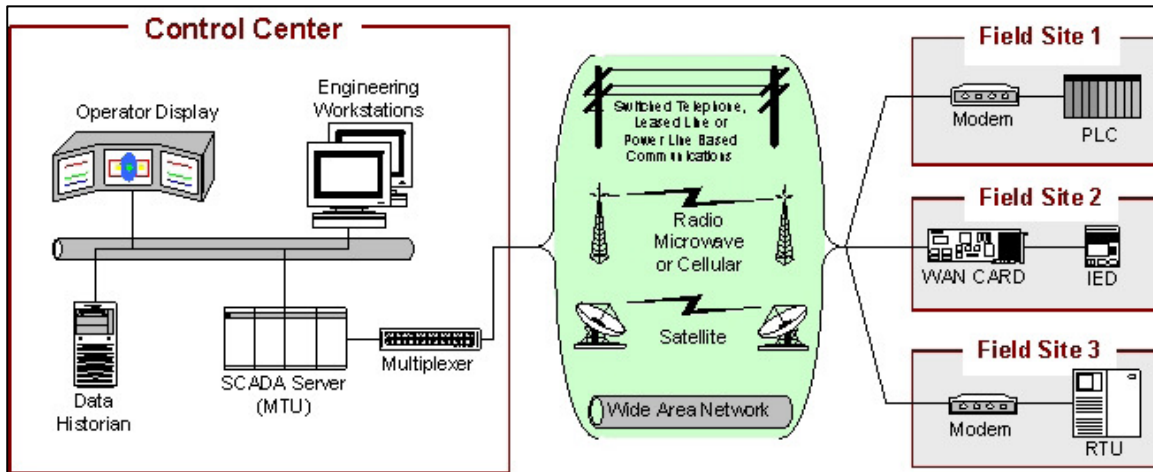 Control Center
Operator Display
Engineering
Workstations
Data
Historian
SCADA Server
(MTU)
Multiplexer
Switched Telephone,
Leased Line or
Power Line Based
Communications
Radio
Microwave
or Cellular
Satellite
Wide Area Network
Field Site 1
Modem
PLC
Field Site 2
WAN CARD
IED
Field Site 3
Modem
RTU